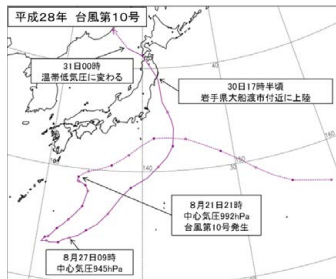 平成28年 台風第10号
31日00時
温帯低気圧に変わる
30日17時半頃
岩手県大船渡市付近に上陸
40
140
8月21日21時
中心気圧992hPa
台風第10号発生
8月27日09時
中心気圧945hPa